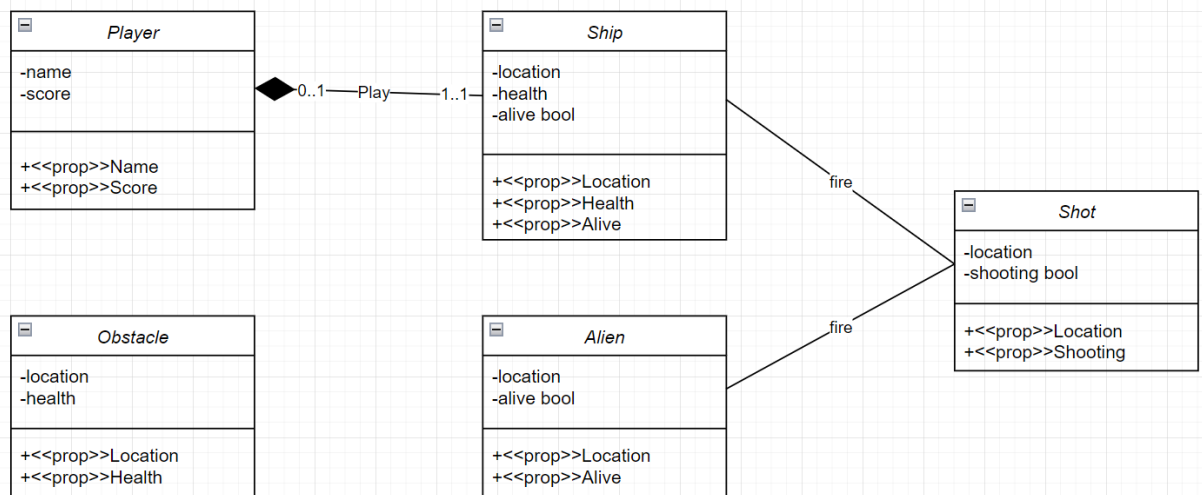 Player
-name
-score
+<<prop>>Name
+<<prop>>Score
0..1
Play
1..1
Ship
-location
-health
-alive bool
+<<prop>>Location
+<<prop>>Health
+<<prop>>Alive
fire
Shot
-location
-shooting bool
+<<prop>>Location
+<<prop>>Shooting
fire
Obstacle
-location
-health
+<<prop>>Location
+<<prop>>Health
Alien
-location
-alive bool
+<<prop>>Location
+<<prop>>Alive